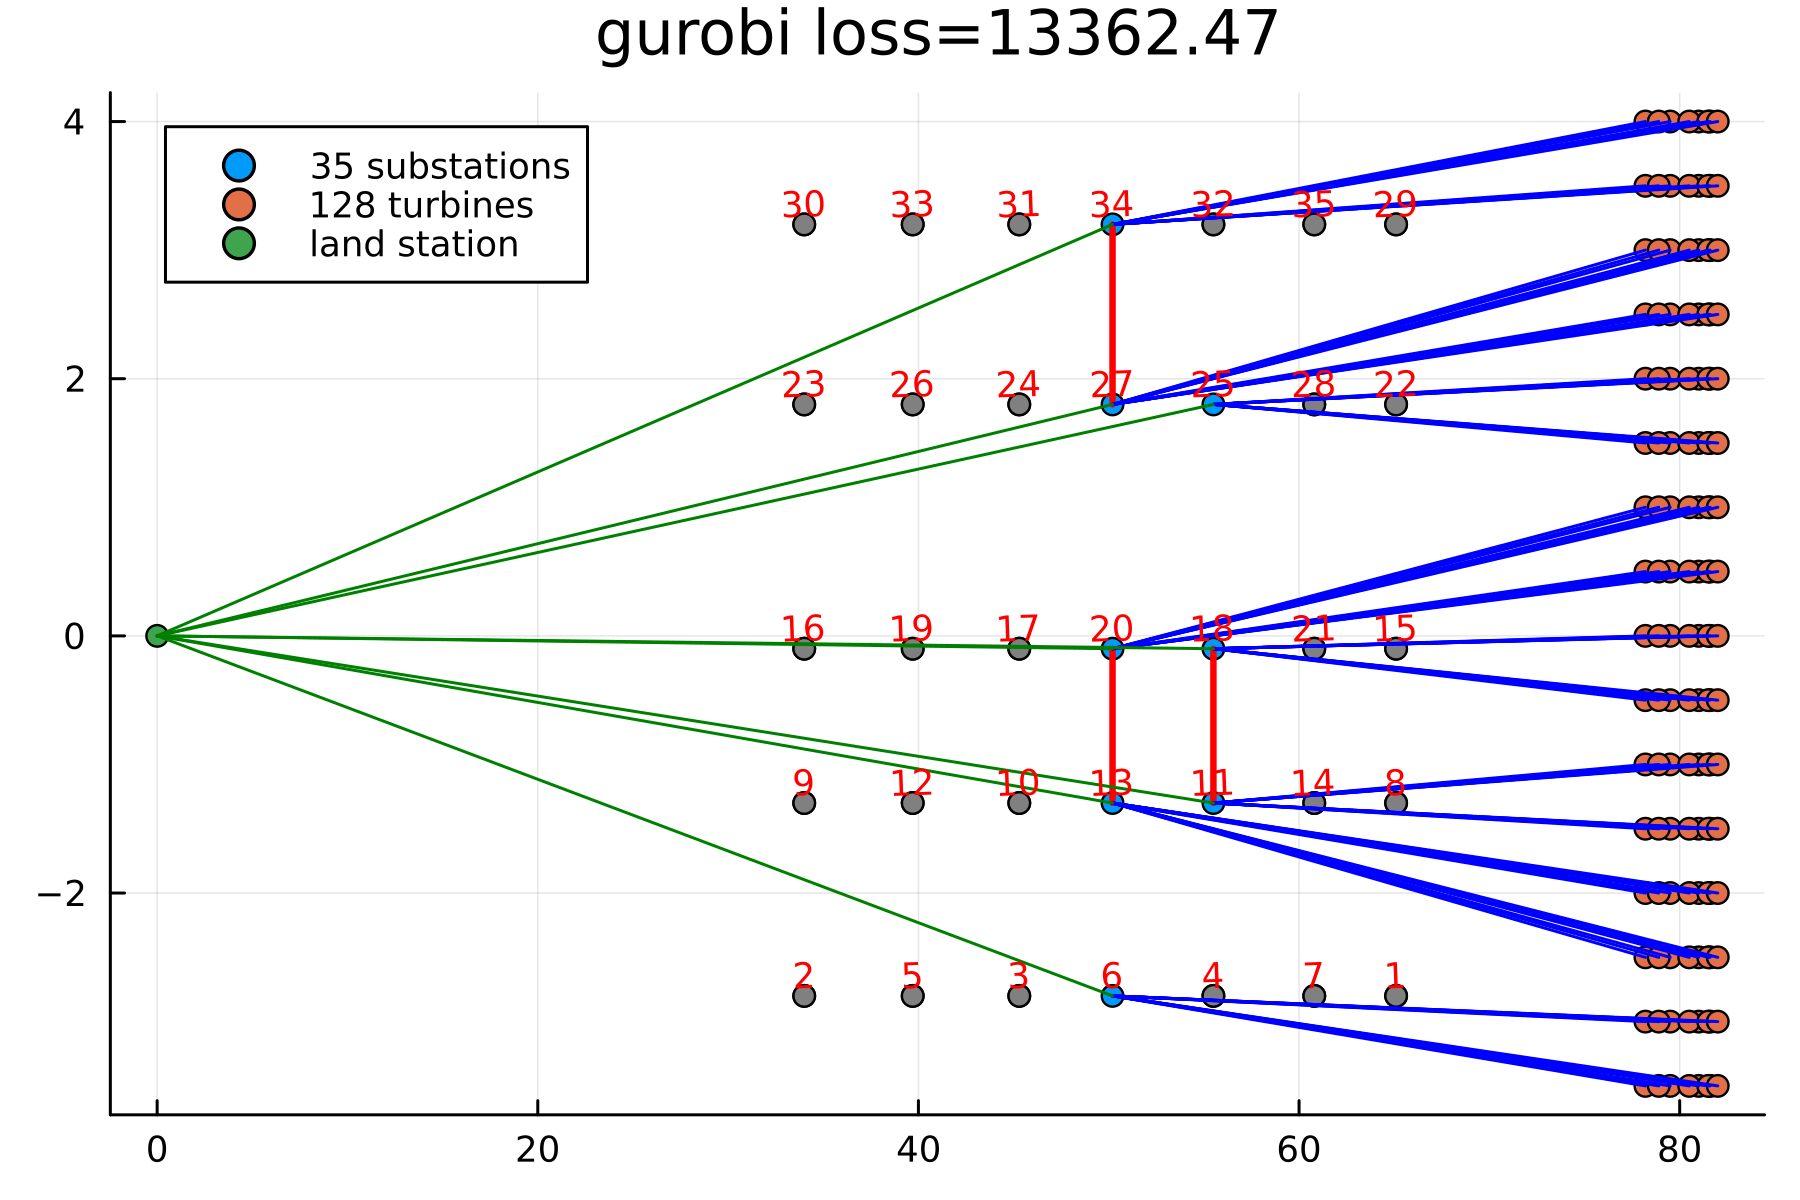 gurobi loss=13362.47
4
35 substations
128 turbines
land station
30 33 31 34 32 35 29
2
23 26 24 27 25 28 22
0
16 19 17 20 18 21 15
9 12 10 13 11 14 8
−2
2 5 3 6 4 7 1
0 20 40 60 80